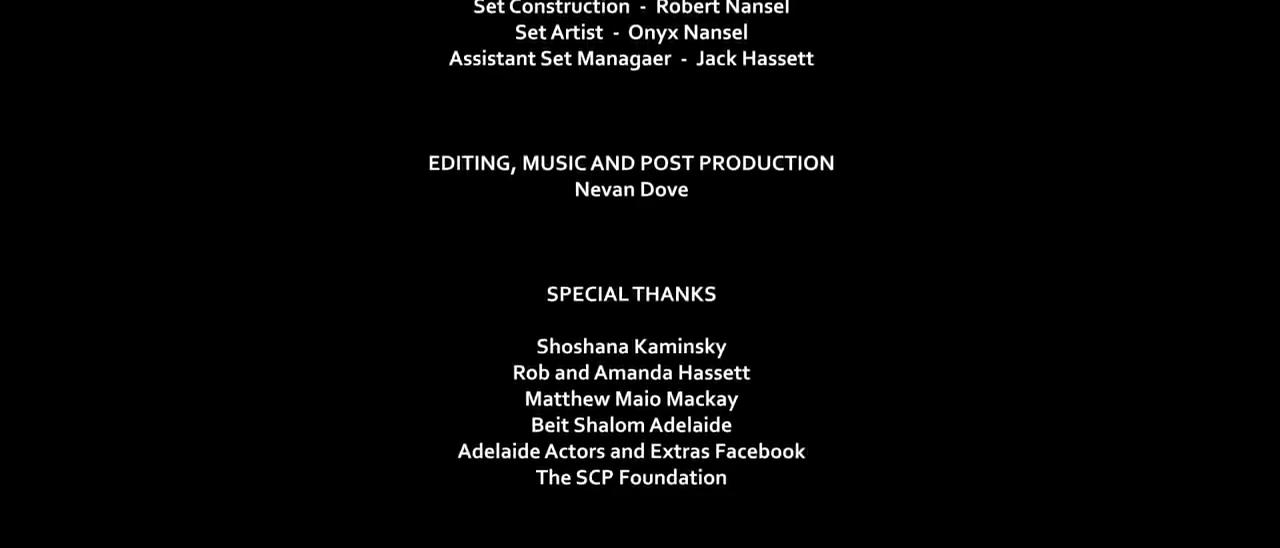 Set Construction - Robert Nansel
Set Artist - Onyx Nansel
Assistant Set Managaer - Jack Hassett
EDITING, MUSIC AND POST PRODUCTION
Nevan Dove
SPECIAL THANKS
Shoshana Kaminsky
Rob and Amanda Hassett
Matthew Maio Mackay
Beit Shalom Adelaide
Adelaide Actors and Extras Facebook
The SCP Foundation